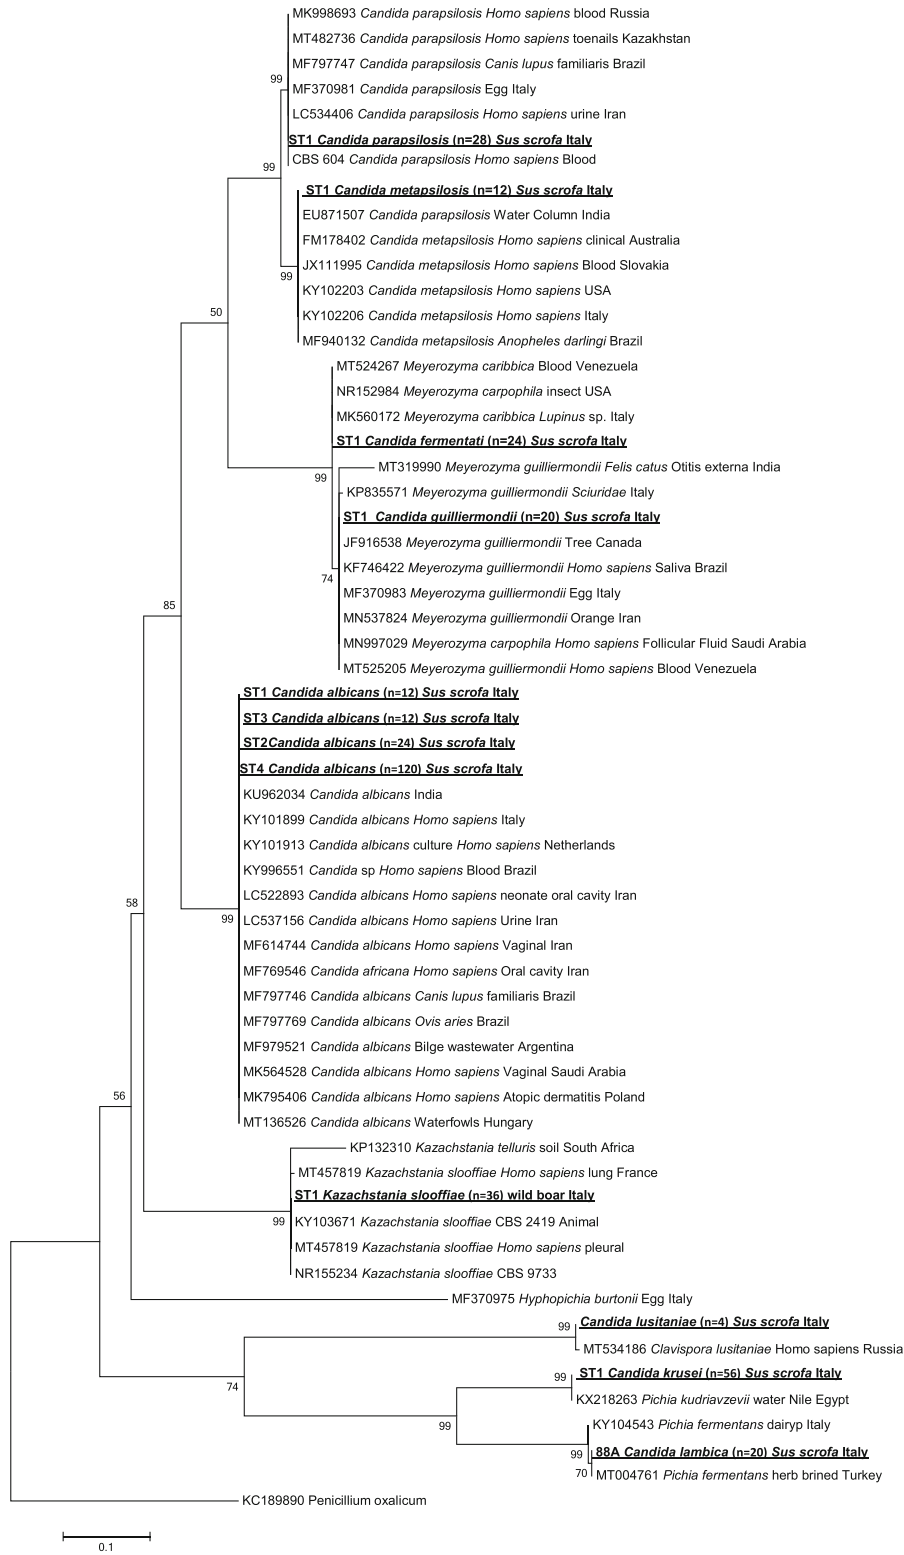 MK998693 Candida parapsilosis Homo sapiens blood Russia
MT482736 Candida parapsilosis Homo sapiens toenails Kazakhstan
MF797747 Candida parapsilosis Canis lupus familiaris Brazil
99
MF370981 Candida parapsilosis Egg Italy
LC534406 Candida parapsilosis Homo sapiens urine Iran
ST1 Candida parapsilosis (n=28) Sus scrofa Italy
CBS 604 Candida parapsilosis Homo sapiens Blood
99
ST1 Candida metapsilosis (n=12) Sus scrofa Italy
EU871507 Candida parapsilosis Water Column India
FM178402 Candida metapsilosis Homo sapiens clinical Australia
JX111995 Candida metapsilosis Homo sapiens Blood Slovakia
99
KY102203 Candida metapsilosis Homo sapiens USA
50
KY102206 Candida metapsilosis Homo sapiens Italy
MF940132 Candida metapsilosis Anopheles darlingi Brazil
MT524267 Meyerozyma caribbica Blood Venezuela
NR152984 Meyerozyma carpophila insect USA
MK560172 Meyerozyma caribbica Lupinus sp. Italy
ST1 Candida fermentati (n=24) Sus scrofa Italy
MT319990 Meyerozyma guilliermondii Felis catus Otitis externa India
99
KP835571 Meyerozyma guilliermondii Sciuridae Italy
ST1 Candida guilliermondii (n=20) Sus scrofa Italy
JF916538 Meyerozyma guilliermondii Tree Canada
KF746422 Meyerozyma guilliermondii Homo sapiens Saliva Brazil
74
MF370983 Meyerozyma guilliermondii Egg Italy
85
MN537824 Meyerozyma guilliermondii Orange Iran
MN997029 Meyerozyma carpophila Homo sapiens Follicular Fluid Saudi Arabia
MT525205 Meyerozyma guilliermondii Homo sapiens Blood Venezuela
ST1 Candida albicans (n=12) Sus scrofa Italy
ST3 Candida albicans (n=12) Sus scrofa Italy
ST2Candida albicans (n=24) Sus scrofa Italy
ST4 Candida albicans (n=120) Sus scrofa Italy
KU962034 Candida albicans India
KY101899 Candida albicans Homo sapiens Italy
KY101913 Candida albicans culture Homo sapiens Netherlands
KY996551 Candida sp Homo sapiens Blood Brazil
LC522893 Candida albicans Homo sapiens neonate oral cavity Iran
58
99
LC537156 Candida albicans Homo sapiens Urine Iran
MF614744 Candida albicans Homo sapiens Vaginal Iran
MF769546 Candida africana Homo sapiens Oral cavity Iran
MF797746 Candida albicans Canis lupus familiaris Brazil
MF797769 Candida albicans Ovis aries Brazil
MF979521 Candida albicans Bilge wastewater Argentina
MK564528 Candida albicans Homo sapiens Vaginal Saudi Arabia
56
MK795406 Candida albicans Homo sapiens Atopic dermatitis Poland
MT136526 Candida albicans Waterfowls Hungary
KP132310 Kazachstania telluris soil South Africa
MT457819 Kazachstania slooffiae Homo sapiens lung France
ST1 Kazachstania slooffiae (n=36) wild boar Italy
99
KY103671 Kazachstania slooffiae CBS 2419 Animal
MT457819 Kazachstania slooffiae Homo sapiens pleural
NR155234 Kazachstania slooffiae CBS 9733
MF370975 Hyphopichia burtonii Egg Italy
99
Candida lusitaniae (n=4) Sus scrofa Italy
MT534186 Clavispora lusitaniae Homo sapiens Russia
99
ST1 Candida krusei (n=56) Sus scrofa Italy
74
KX218263 Pichia kudriavzevii water Nile Egypt
99
KY104543 Pichia fermentans dairyp Italy
99
88A Candida lambica (n=20) Sus scrofa Italy
70
MT004761 Pichia fermentans herb brined Turkey
KC189890 Penicillium oxalicum
0.1